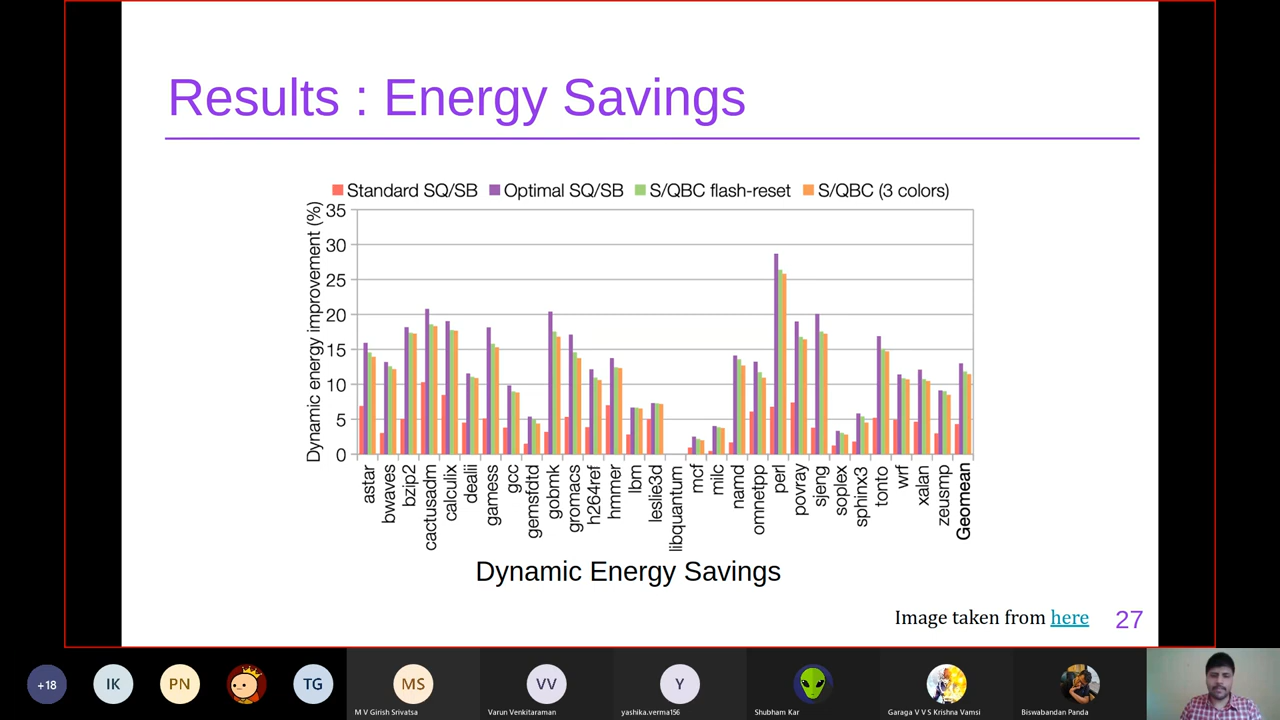 Results : Energy Savings
Standard SQ/SB Optimal SQ/SB S/QBC flash-reset S/QBC (3 colors)
Dynamic energy improvement (%)
35
30
25
20
15
10
5
0
astar bwaves bzip2 cactusadm calculix dealii gamess gcc gemsfdtd gobmk gromacs h264ref hmmer lbm leslie3d libquantum mcf milc namd omnetpp perl povray sjeng soplex sphinx3 tonto wrf xalan zeusmp Geomean
Dynamic Energy Savings
Image taken from here 27
+18 IK PN TG MS VV Y
M V Girish Srivatsa Varun Venkitaraman yashika.verma156 Shubham Kar Garaga V V S Krishna Vamsi Biswabandan Panda